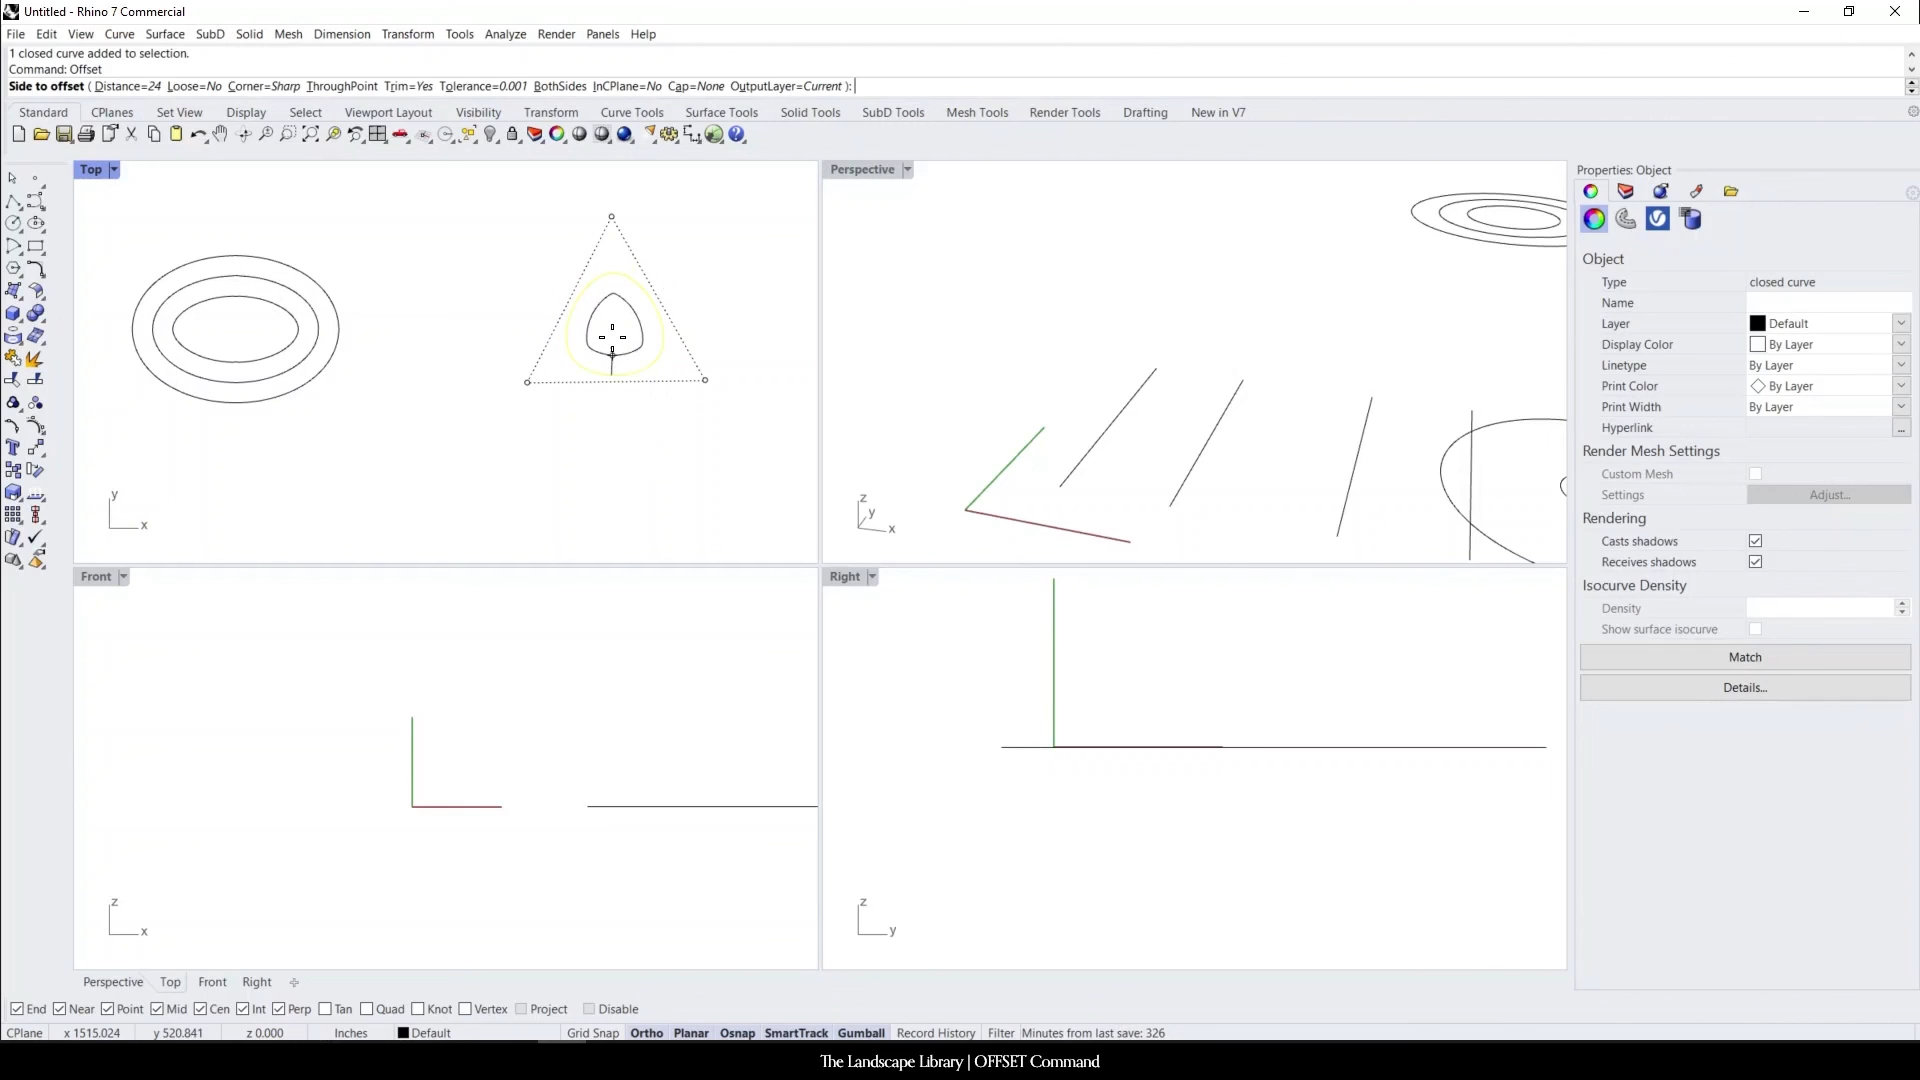 Untitled - Rhino 7 Commercial
File Edit View Curve Surface SubD Solid Mesh Dimension Transform Tools Analyze Render Panels Help
1 closed curve added to selection.
Command: Offset
Side to offset ( Distance=24 Loose=No Corner=Sharp ThroughPoint Trim=Yes Tolerance=0.001 BothSides InCPlane=No Cap=None OutputLayer=Current ):
Standard CPlanes Set View Display Select Viewport Layout Visibility Transform Curve Tools Surface Tools Solid Tools SubD Tools Mesh Tools Render Tools Drafting New in V7
Top
Perspective
Properties: Object
Object
Type closed curve
Name
Layer Default
Display Color By Layer
Linetype By Layer
Print Color By Layer
Print Width By Layer
Hyperlink ...
Render Mesh Settings
Custom Mesh
Settings Adjust...
Rendering
Casts shadows
Receives shadows
Isocurve Density
Density
Show surface isocurve
Match
Details...
y
x
z
y
x
Front
Right
z
x
z
y
Perspective Top Front Right
End Near Point Mid Cen Int Perp Tan Quad Knot Vertex Project Disable
CPlane x 1515.024 y 520.841 z 0.000 Inches Default Grid Snap Ortho Planar Osnap SmartTrack Gumball Record History Filter Minutes from last save: 326
The Landscape Library | OFFSET Command